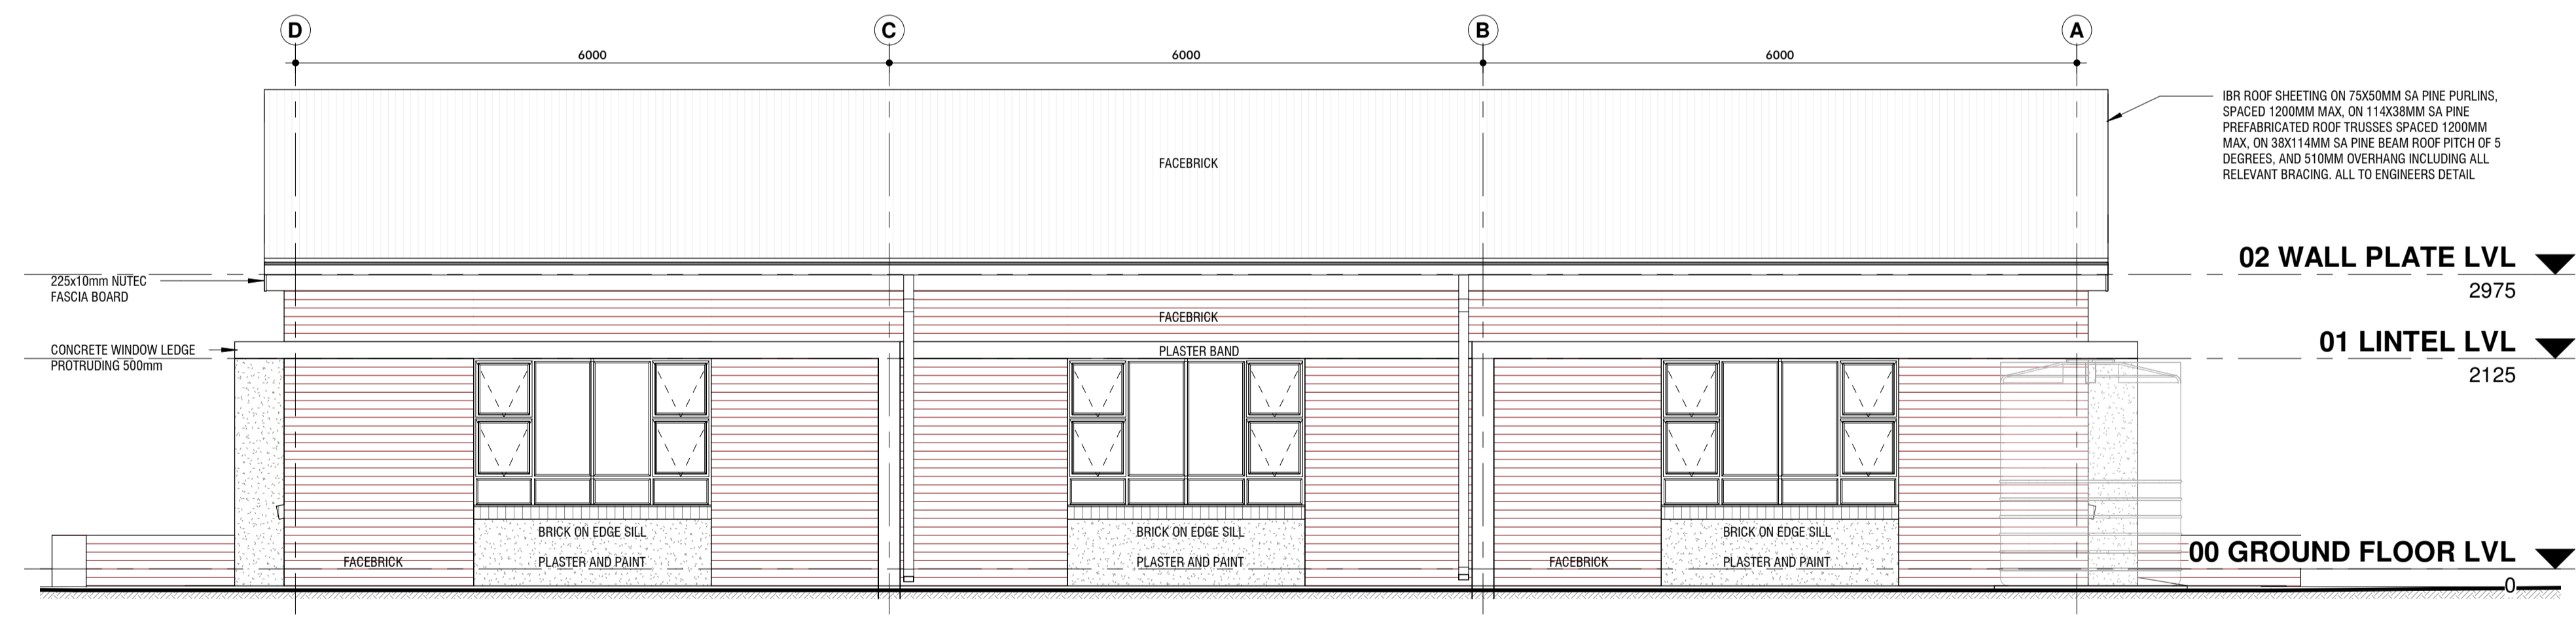 D
C
B
A
6000
6000
6000
IBR ROOF SHEETING ON 75X50MM SA PINE PURLINS,
SPACED 1200MM MAX, ON 114X38MM SA PINE
PREFABRICATED ROOF TRUSSES SPACED 1200MM
MAX, ON 38X114MM SA PINE BEAM ROOF PITCH OF 5
DEGREES, AND 510MM OVERHANG INCLUDING ALL
RELEVANT BRACING. ALL TO ENGINEERS DETAIL
FACEBRICK
02 WALL PLATE LVL
2975
225x10mm NUTEC
FASCIA BOARD
FACEBRICK
01 LINTEL LVL
2125
CONCRETE WINDOW LEDGE
PROTRUDING 500mm
PLASTER BAND
BRICK ON EDGE SILL
BRICK ON EDGE SILL
BRICK ON EDGE SILL
FACEBRICK
PLASTER AND PAINT
PLASTER AND PAINT
FACEBRICK
PLASTER AND PAINT
00 GROUND FLOOR LVL
0